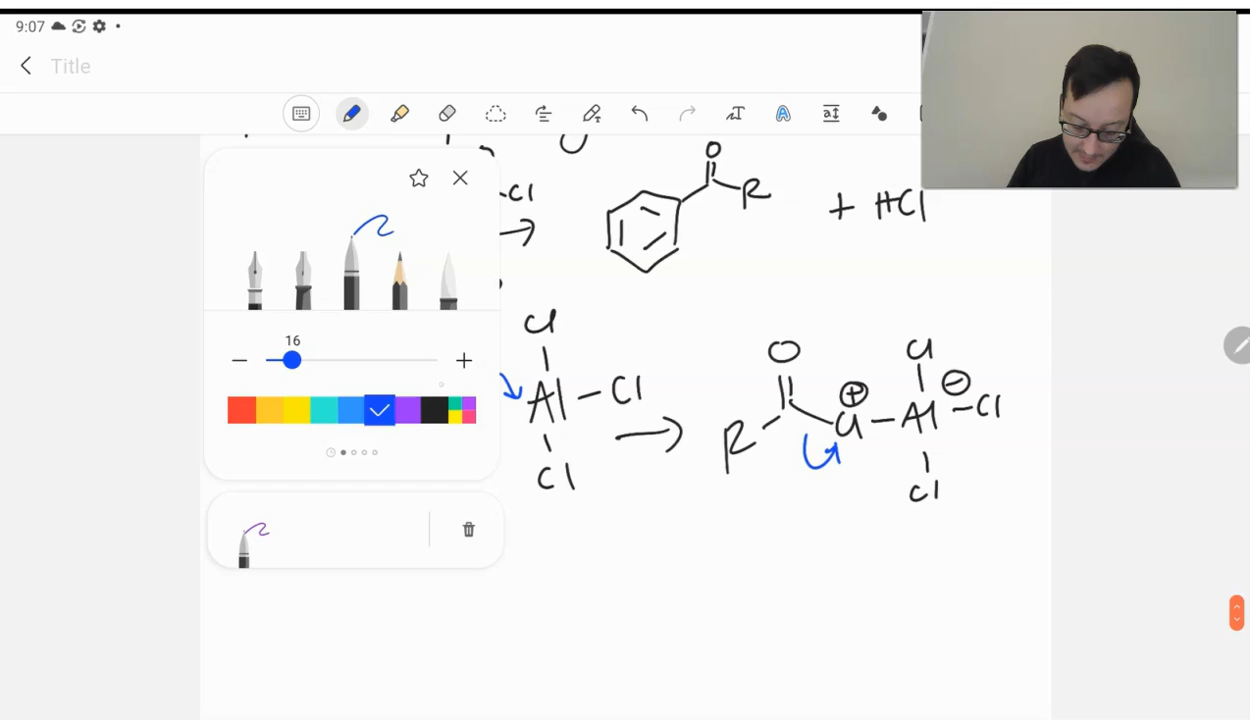 9:07
Title
-Cl
O
R
+ HCl
Cl
Al - Cl
Cl
O
R
Cl
⊕
Cl - Al - Cl
⊖
Cl
16